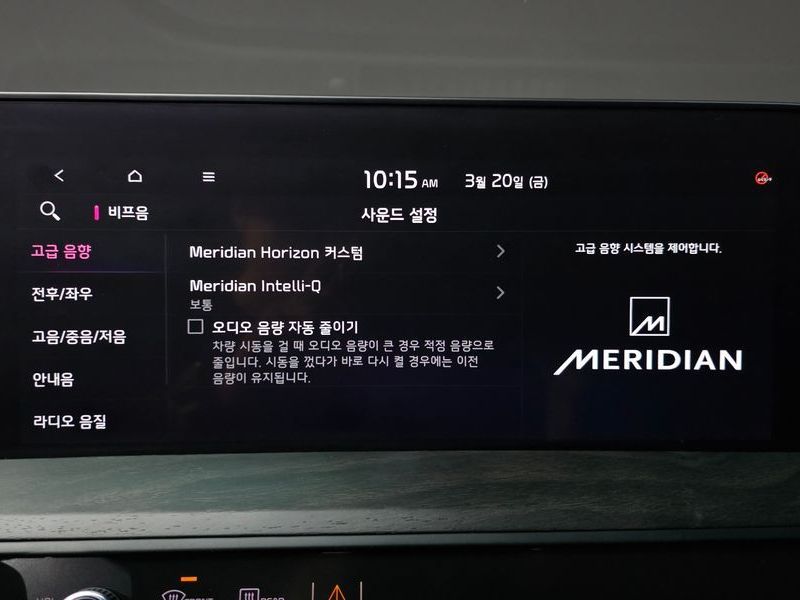 10:15 AM 3월 20일 (금)
비프음
사운드 설정
고급 음향
전후/좌우
고음/중음/저음
안내음
라디오 음질
Meridian Horizon 커스텀
Meridian Intelli-Q
보통
오디오 음량 자동 줄이기
차량 시동을 걸 때 오디오 음량이 큰 경우 적정 음량으로
줄입니다. 시동을 껐다가 바로 다시 켤 경우에는 이전
음량이 유지됩니다.
고급 음향 시스템을 제어합니다.
MERIDIAN
FRONT
REAR